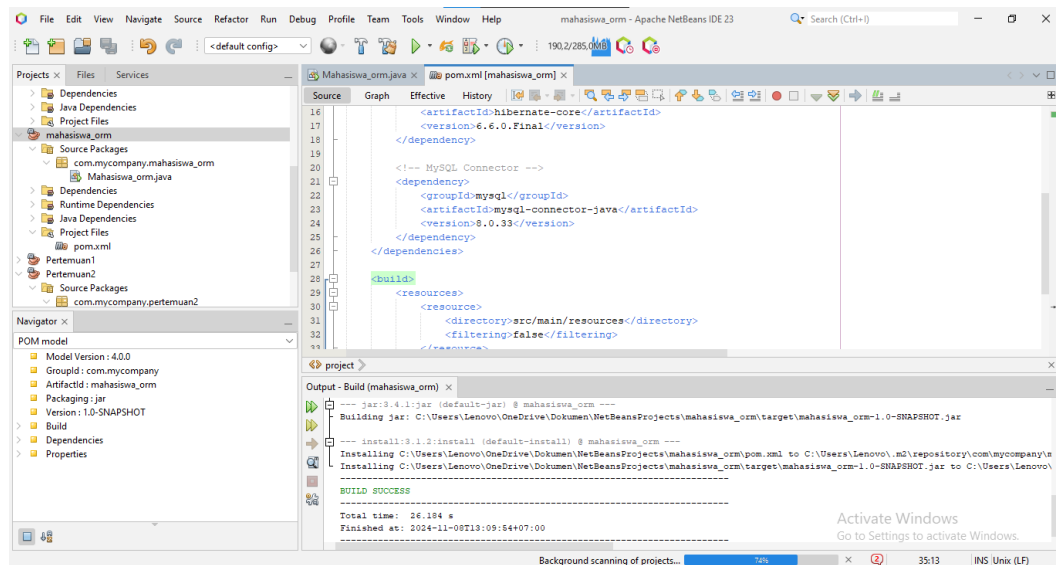 File Edit View Navigate Source Refactor Run Debug Profile Team Tools Window Help mahasiswa_orm - Apache NetBeans IDE 23 Search (Ctrl+I)
<default config> 190,2/285,0MB
Projects Files Services
Dependencies
Java Dependencies
Project Files
mahasiswa_orm
Source Packages
com.mycompany.mahasiswa_orm
Mahasiswa_orm.java
Dependencies
Runtime Dependencies
Java Dependencies
Project Files
pom.xml
Pertemuan1
Pertemuan2
Source Packages
com.mycompany.pertemuan2
Navigator
POM model
Model Version : 4.0.0
GroupId : com.mycompany
ArtifactId : mahasiswa_orm
Packaging : jar
Version : 1.0-SNAPSHOT
Build
Dependencies
Properties
Mahasiswa_orm.java pom.xml [mahasiswa_orm]
Source Graph Effective History
16 <artifactId>hibernate-core</artifactId>
17 <version>6.6.0.Final</version>
18 </dependency>
19
20 <!-- MySQL Connector -->
21 <dependency>
22 <groupId>mysql</groupId>
23 <artifactId>mysql-connector-java</artifactId>
24 <version>8.0.33</version>
25 </dependency>
26 </dependencies>
27
28 <build>
29 <resources>
30 <resource>
31 <directory>src/main/resources</directory>
32 <filtering>false</filtering>
33 </resource>
project
Output - Build (mahasiswa_orm)
--- jar:3.4.1:jar (default-jar) @ mahasiswa_orm ---
Building jar: C:\Users\Lenovo\OneDrive\Dokumen\NetBeansProjects\mahasiswa_orm\target\mahasiswa_orm-1.0-SNAPSHOT.jar
--- install:3.1.2:install (default-install) @ mahasiswa_orm ---
Installing C:\Users\Lenovo\OneDrive\Dokumen\NetBeansProjects\mahasiswa_orm\pom.xml to C:\Users\Lenovo\.m2\repository\com\mycompany\m
Installing C:\Users\Lenovo\OneDrive\Dokumen\NetBeansProjects\mahasiswa_orm\target\mahasiswa_orm-1.0-SNAPSHOT.jar to C:\Users\Lenovo\
------------------------------------------------------------------------
BUILD SUCCESS
------------------------------------------------------------------------
Total time: 26.184 s
Finished at: 2024-11-08T13:09:54+07:00
------------------------------------------------------------------------
Activate Windows
Go to Settings to activate Windows.
Background scanning of projects... 74% 2 35:13 INS Unix (LF)